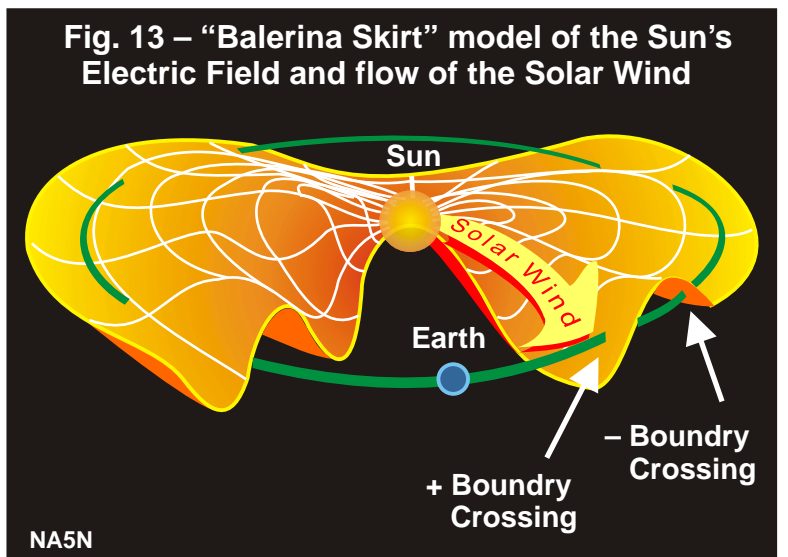 Fig. 13 – “Balerina Skirt” model of the Sun’s
Electric Field and flow of the Solar Wind
Sun
Solar Wind
Earth
– Boundry
Crossing
+ Boundry
Crossing
NA5N